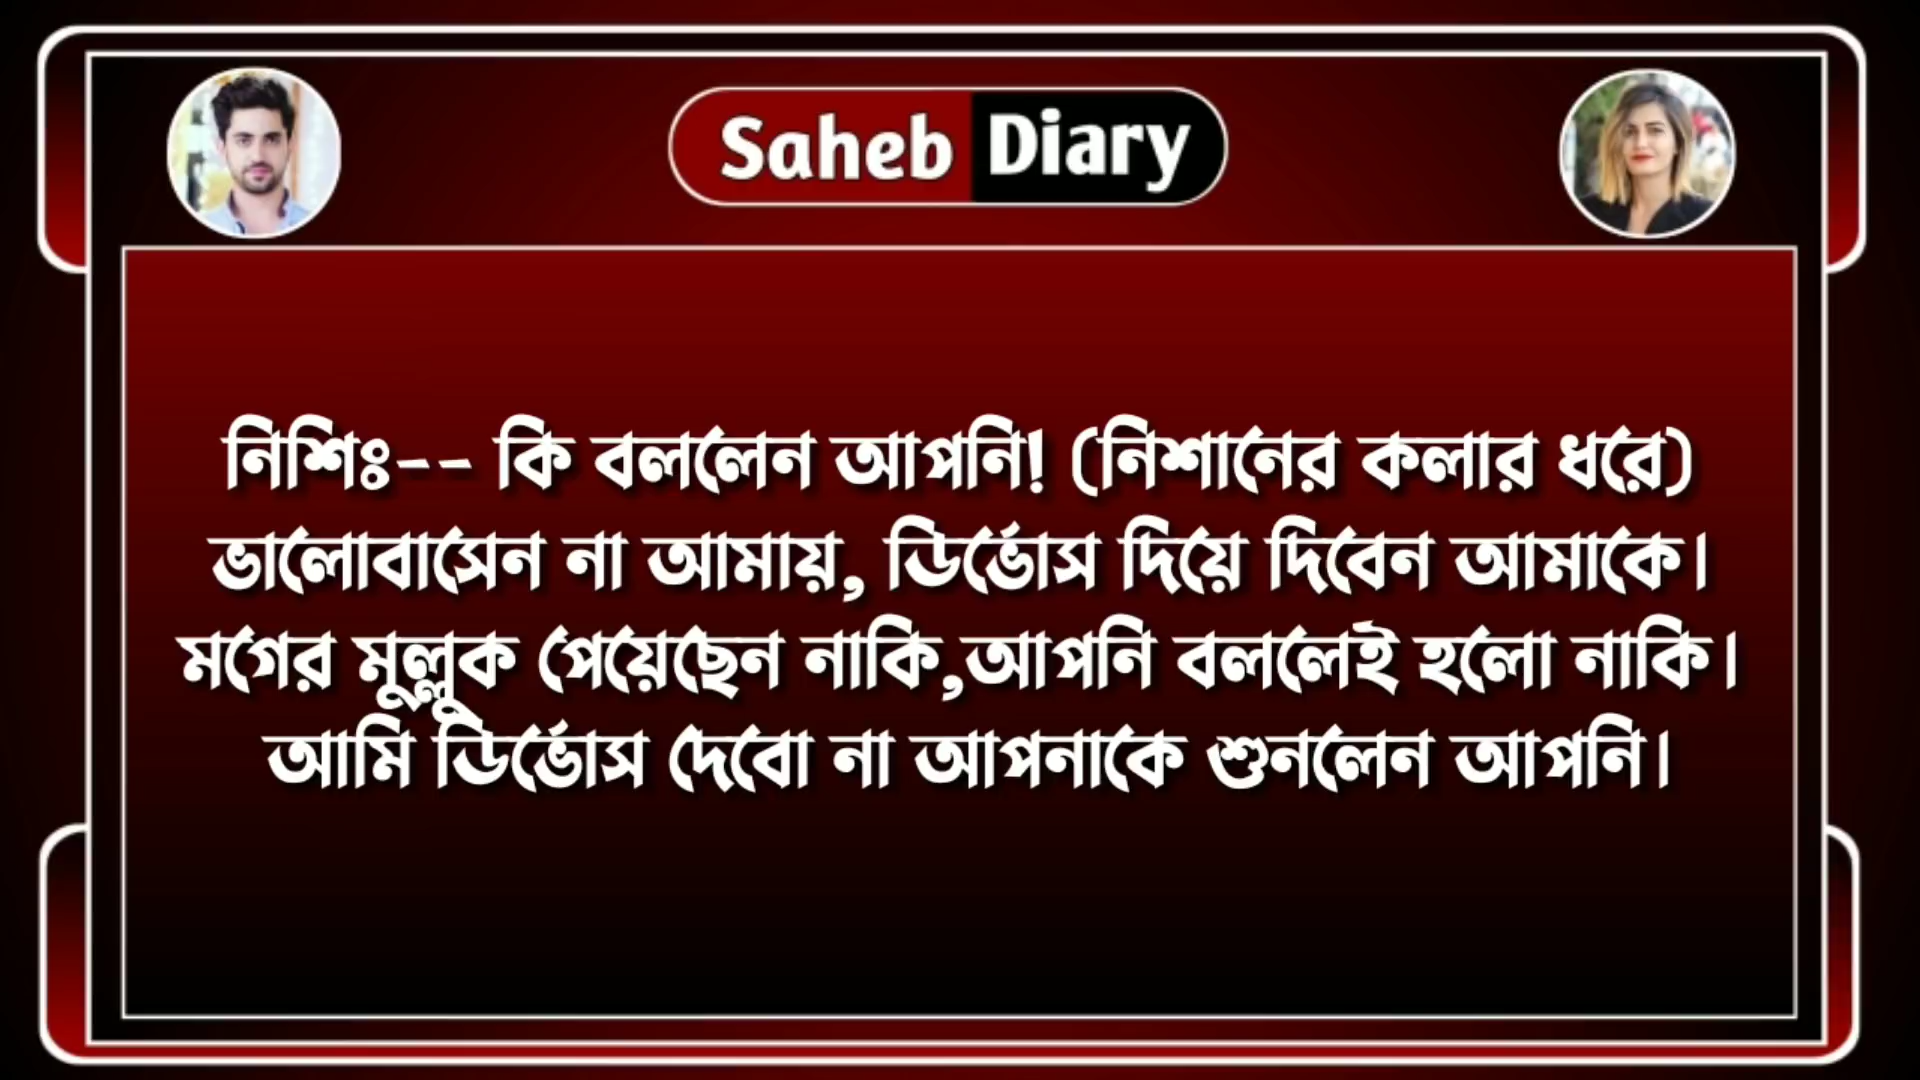 Saheb Diary
নিশিঃ-- কি বললেন আপনি! (নিশানের কলার ধরে)
ভালোবাসেন না আমায়, ডির্ভোস দিয়ে দিবেন আমাকে।
মগের মুল্লুক পেয়েছেন নাকি,আপনি বললেই হলো নাকি।
আমি ডির্ভোস দেবো না আপনাকে শুনলেন আপনি।